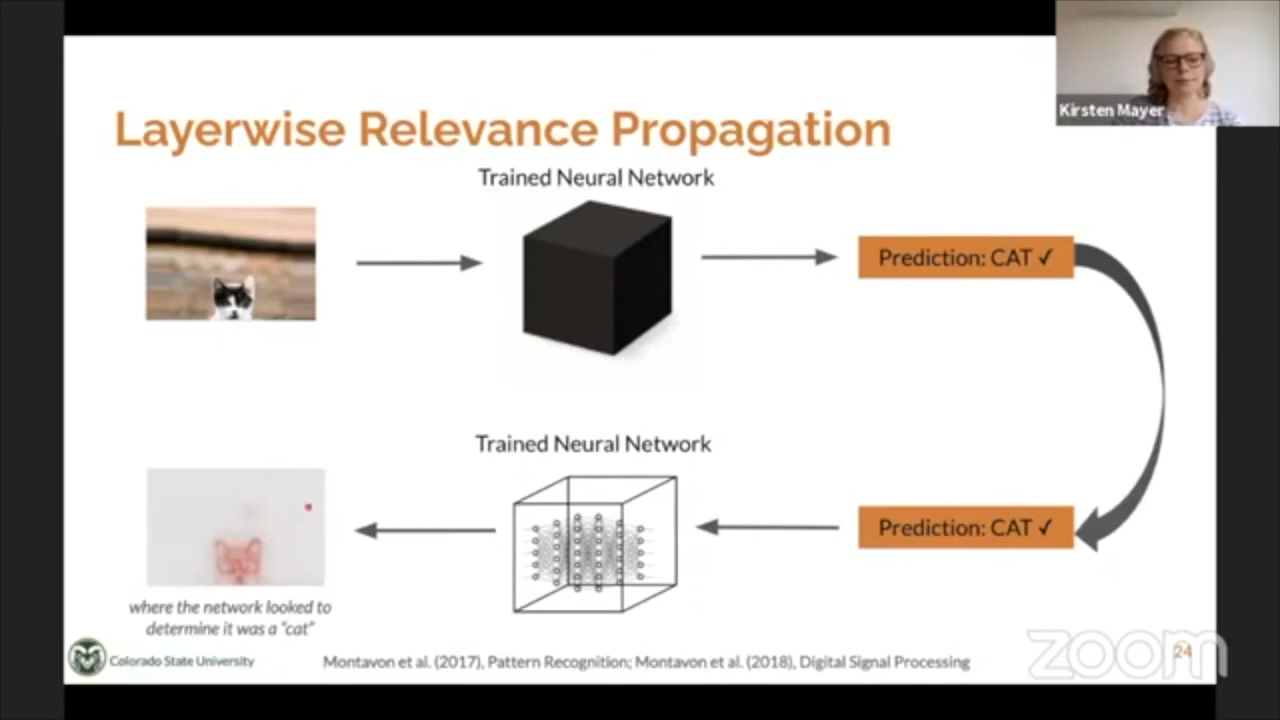 Kirsten Mayer
Layerwise Relevance Propagation
Trained Neural Network
Prediction: CAT ✓
Trained Neural Network
Prediction: CAT ✓
where the network looked to
determine it was a "cat"
Colorado State University
Montavon et al. (2017), Pattern Recognition; Montavon et al. (2018), Digital Signal Processing
zoom
24